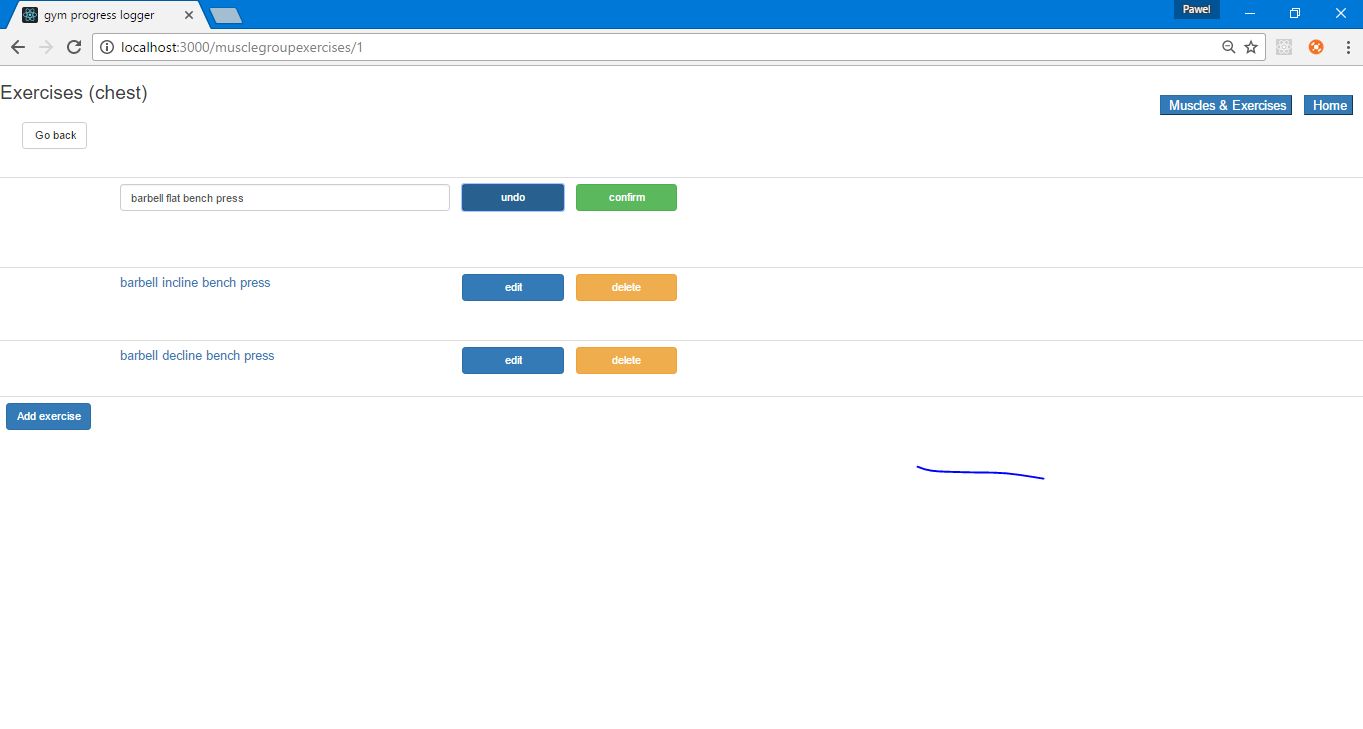 gym progress logger
Pawel
localhost:3000/musclegroupexercises/1
Exercises (chest)
Muscles & Exercises Home
Go back
barbell flat bench press undo confirm
barbell incline bench press edit delete
barbell decline bench press edit delete
Add exercise